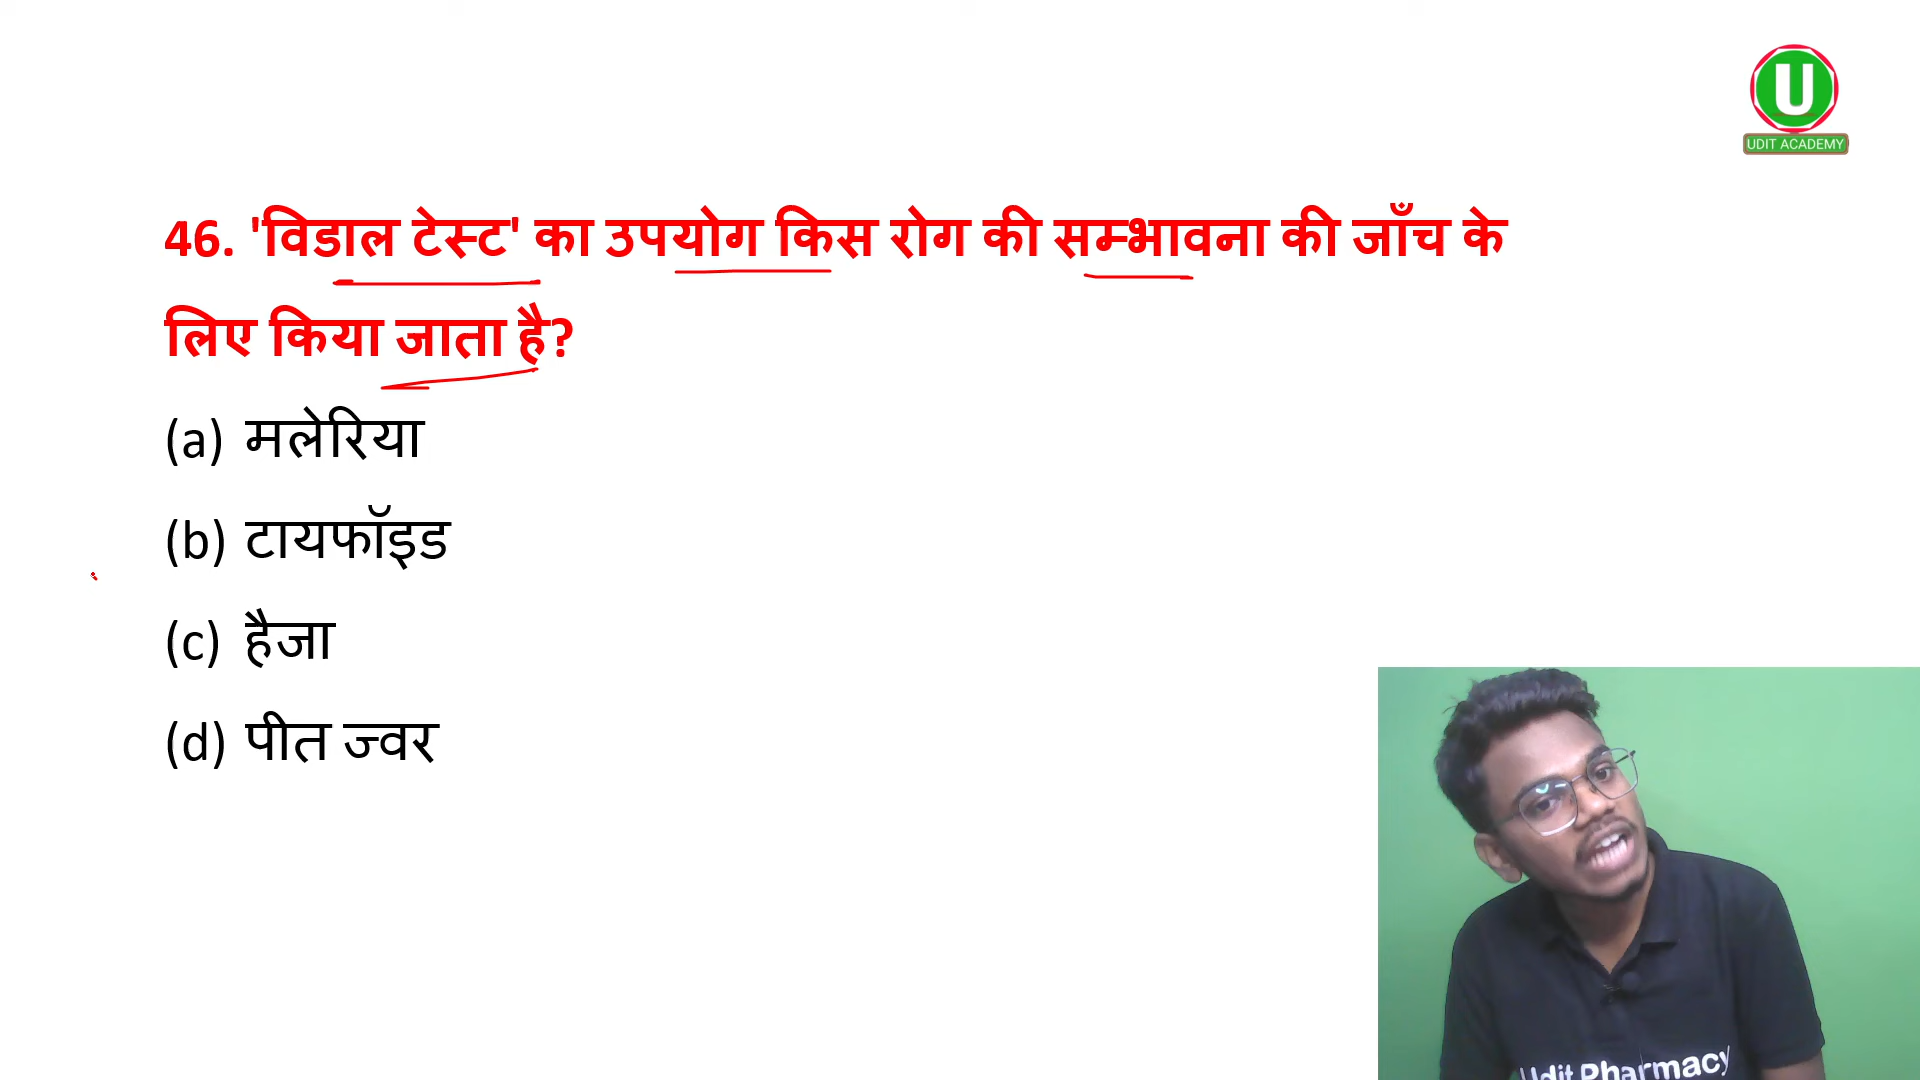 U
UDIT ACADEMY
46. 'विडाल टेस्ट' का उपयोग किस रोग की सम्भावना की जाँच के
लिए किया जाता है?
(a) मलेरिया
(b) टायफॉइड
(c) हैजा
(d) पीत ज्वर
Udit Pharmacy